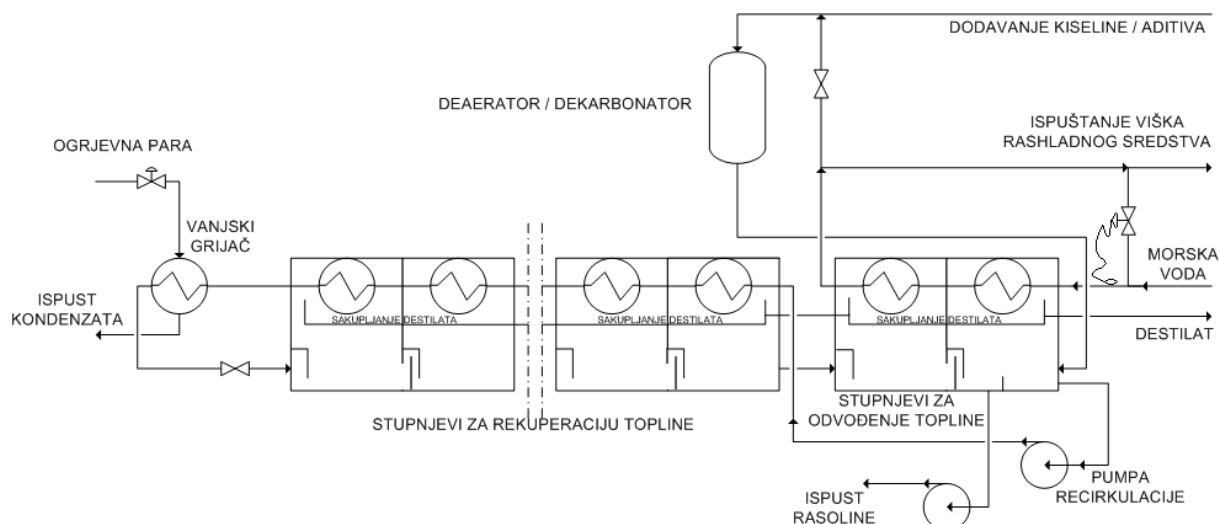 DODAVANJE KISELINE / ADITIVA
DEAERATOR / DEKARBONATOR
ISPUŠTANJE VIŠKA
RASHLADNOG SREDSTVA
OGRJEVNA PARA
VANJSKI
GRIJAČ
MORSKA
VODA
ISPUST
KONDENZATA
SAKUPLJANJE DESTILATA
SAKUPLJANJE DESTILATA
SAKUPLJANJE DESTILATA
DESTILAT
STUPNJEVI ZA REKUPERACIJU TOPLINE
STUPNJEVI ZA
ODVOĐENJE TOPLINE
PUMPA
RECIRKULACIJE
ISPUST
RASOLINE